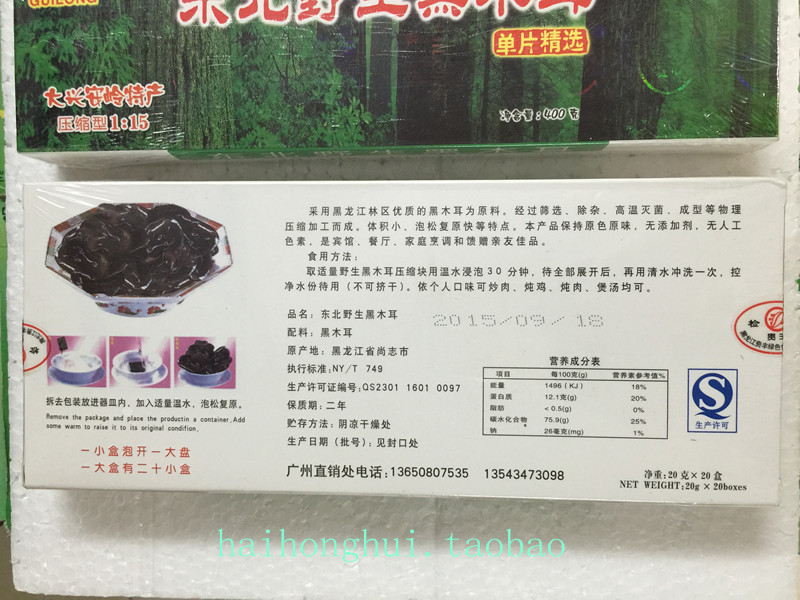 GUILONG
东北野生黑木耳
单片精选
大兴安岭特产
压缩型1:15
净含量:400克
采用黑龙江林区优质的黑木耳为原料。经过筛选、除杂、高温灭菌、成型等物理
压缩加工而成。体积小、泡松复原快等特点。本产品保持原色原味,无添加剂,无人工
色素,是宾馆、餐厅、家庭烹调和馈赠亲友佳品。
食用方法:
取适量野生黑木耳压缩块用温水浸泡30分钟,待全部展开后,再用清水冲洗一次,控
净水份待用(不可挤干)。依个人口味可炒肉、炖鸡、炖肉、煲汤均可。
品名:东北野生黑木耳
2015/09/18
配料:黑木耳
原产地:黑龙江省尚志市
执行标准:NY/T 749
生产许可证编号:QS2301 1601 0097
保质期:二年
贮存方法:阴凉干燥处
生产日期(批号):见封口处
营养成分表
项目 每100克(g) 营养素参考值%
能量 1496(KJ) 18%
蛋白质 12.1克(g) 20%
脂肪 <0.5(g) 0%
碳水化合物 75.9(g) 25%
钠 26毫克(mg) 1%
QS
生产许可
拆去包装放进器皿内,加入适量温水,泡松复原。
Remove the package and place the productin a container.Add
some warm to raise it to its original condifion.
一小盒泡开一大盘
一大盒有二十小盒
广州直销处电话:13650807535 13543473098
净重:20克×20盒
NET WEIGHT:20g×20boxes
haihonghui.taobao